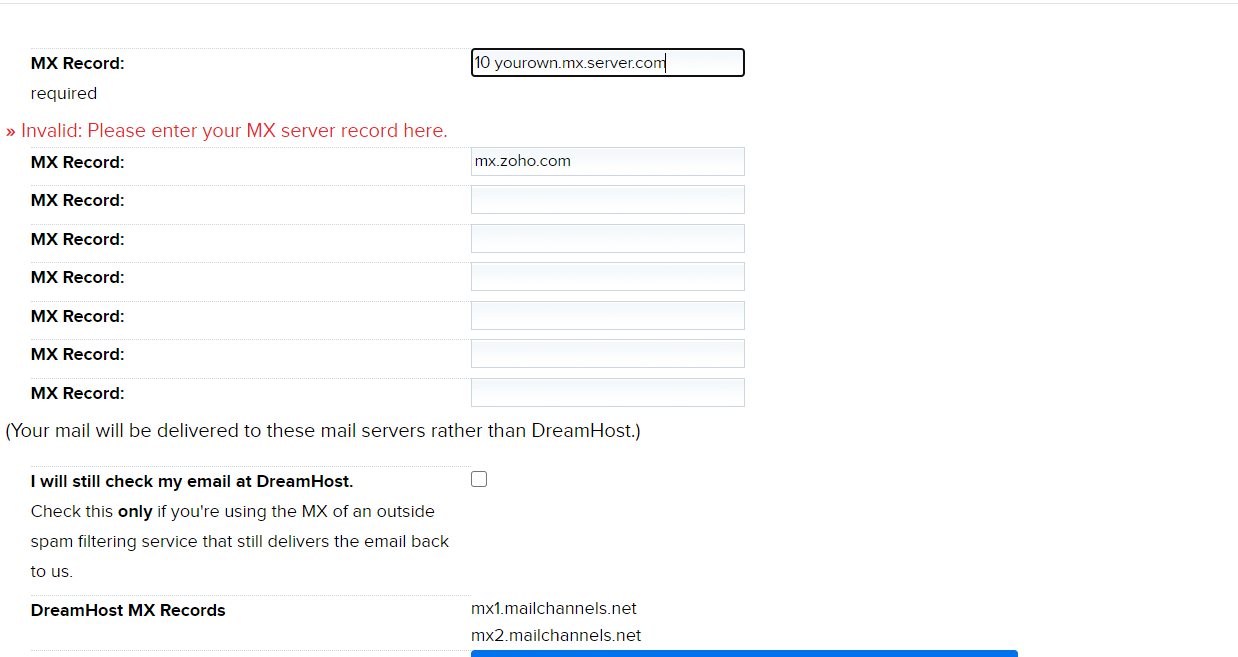 MX Record:
10 yourown.mx.server.com
required
» Invalid: Please enter your MX server record here.
MX Record:
mx.zoho.com
MX Record:
MX Record:
MX Record:
MX Record:
MX Record:
MX Record:
(Your mail will be delivered to these mail servers rather than DreamHost.)
I will still check my email at DreamHost.
Check this only if you're using the MX of an outside
spam filtering service that still delivers the email back
to us.
DreamHost MX Records
mx1.mailchannels.net
mx2.mailchannels.net